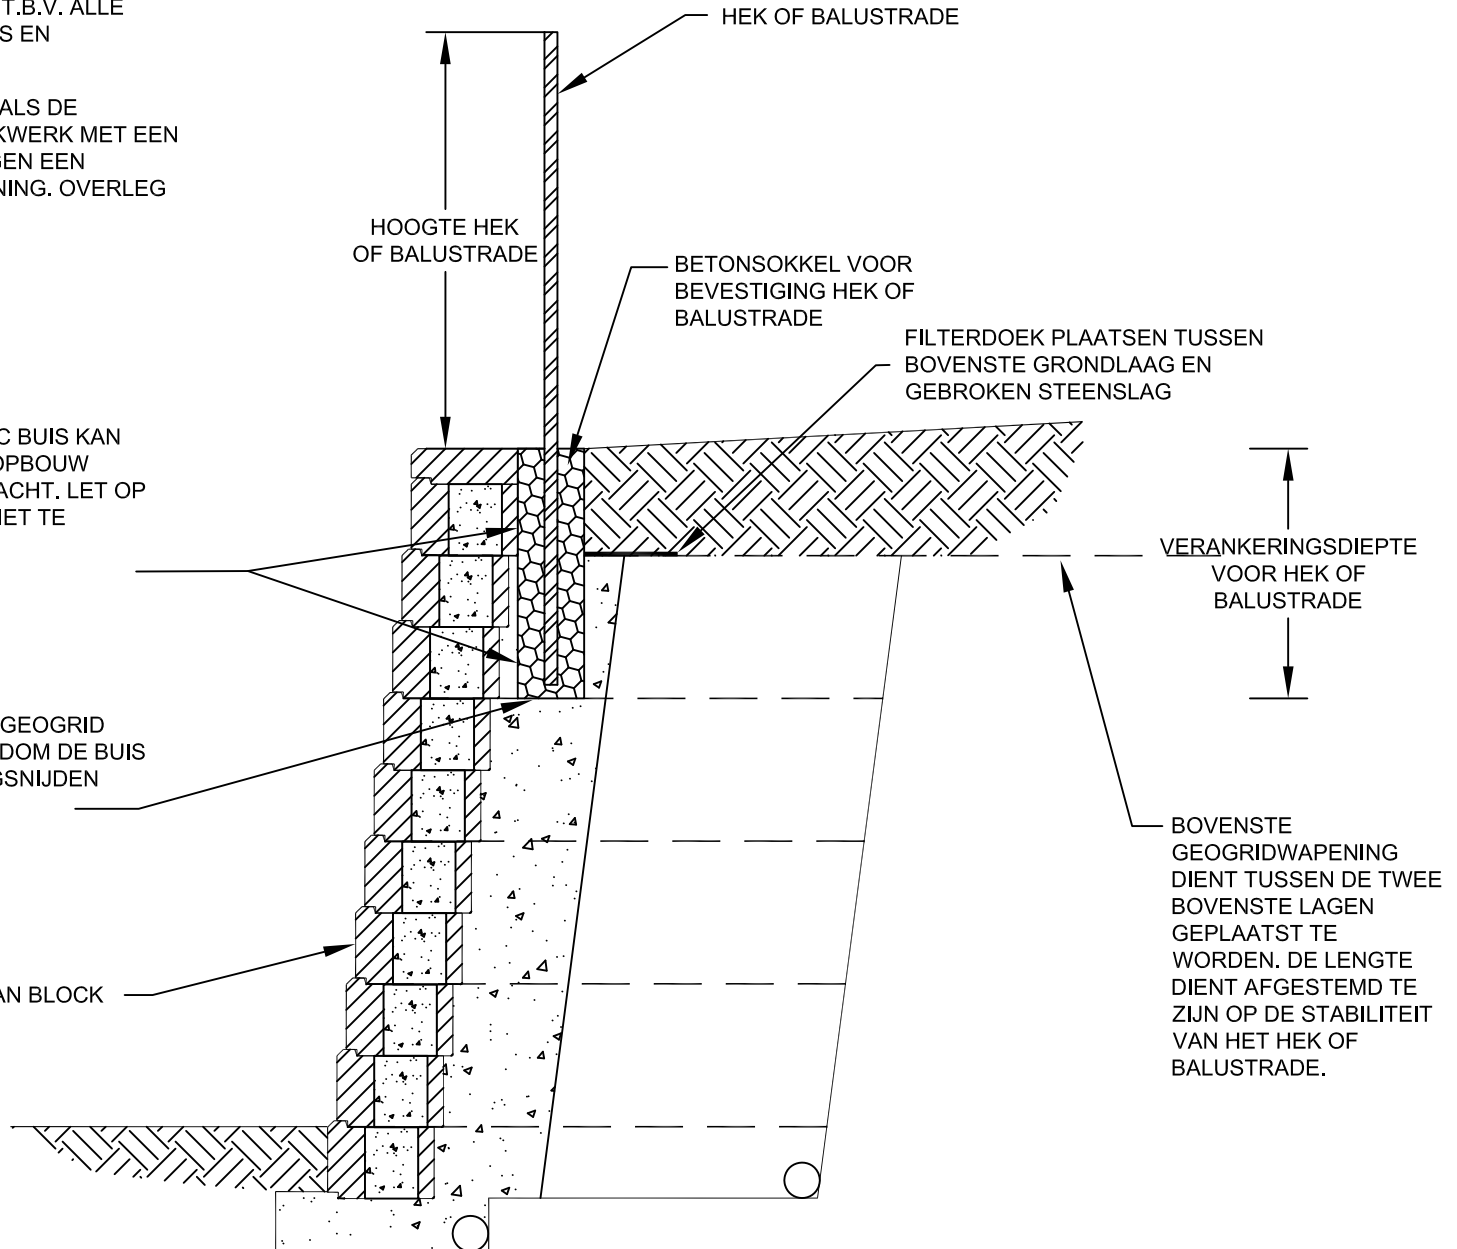 T.B.V. ALLE
S EN
ALS DE
KWERK MET EN
GEN EEN
NING. OVERLEG
HEK OF BALUSTRADE
HOOGTE HEK
OF BALUSTRADE
BETONSOKKEL VOOR
BEVESTIGING HEK OF
BALUSTRADE
FILTERDOEK PLAATSEN TUSSEN
BOVENSTE GRONDLAAG EN
GEBROKEN STEENSLAG
C BUIS KAN
OPBOUW
ACHT. LET OP
HET TE
VERANKERINGSDIEPTE
VOOR HEK OF
BALUSTRADE
GEOGRID
DOM DE BUIS
GSNIJDEN
AN BLOCK
BOVENSTE
GEOGRIDWAPENING
DIENT TUSSEN DE TWEE
BOVENSTE LAGEN
GEPLAATST TE
WORDEN. DE LENGTE
DIENT AFGESTEMD TE
ZIJN OP DE STABILITEIT
VAN HET HEK OF
BALUSTRADE.